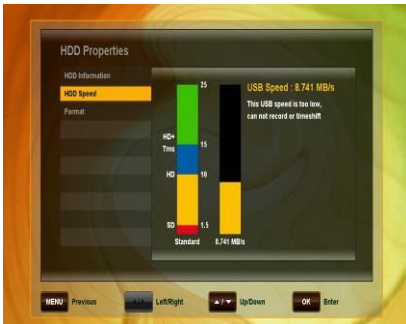 HDD Properties
HDD Information
HDD Speed
Format
25
HD+
Tms
15
HD
10
SD
1.5
Standard
8.741 MB/s
USB Speed : 8.741 MB/s
This USB speed is too low,
can not record or timeshift
MENU Previous
Left/Right
▲/▼ Up/Down
OK Enter